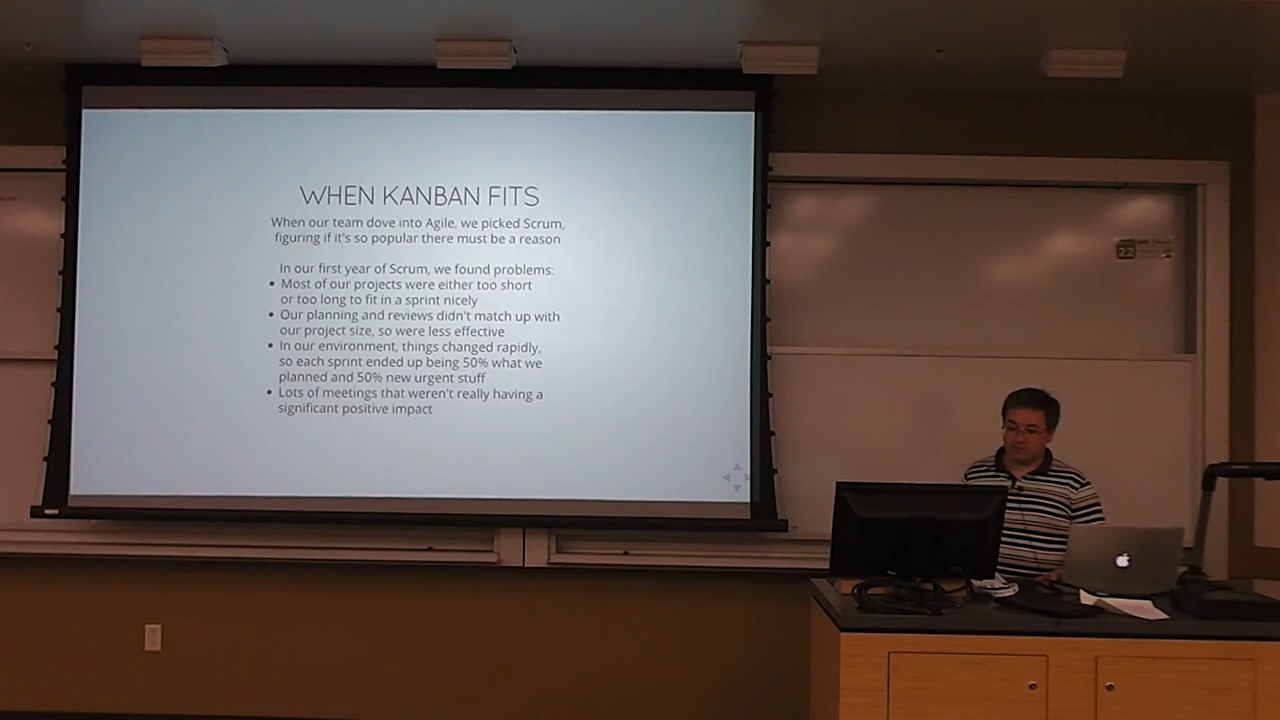 WHEN KANBAN FITS
When our team dove into Agile, we picked Scrum,
figuring if it's so popular there must be a reason
In our first year of Scrum, we found problems:
• Most of our projects were either too short
or too long to fit in a sprint nicely
• Our planning and reviews didn't match up with
our project size, so were less effective
• In our environment, things changed rapidly,
so each sprint ended up being 50% what we
planned and 50% new urgent stuff
• Lots of meetings that weren't really having a
significant positive impact
22